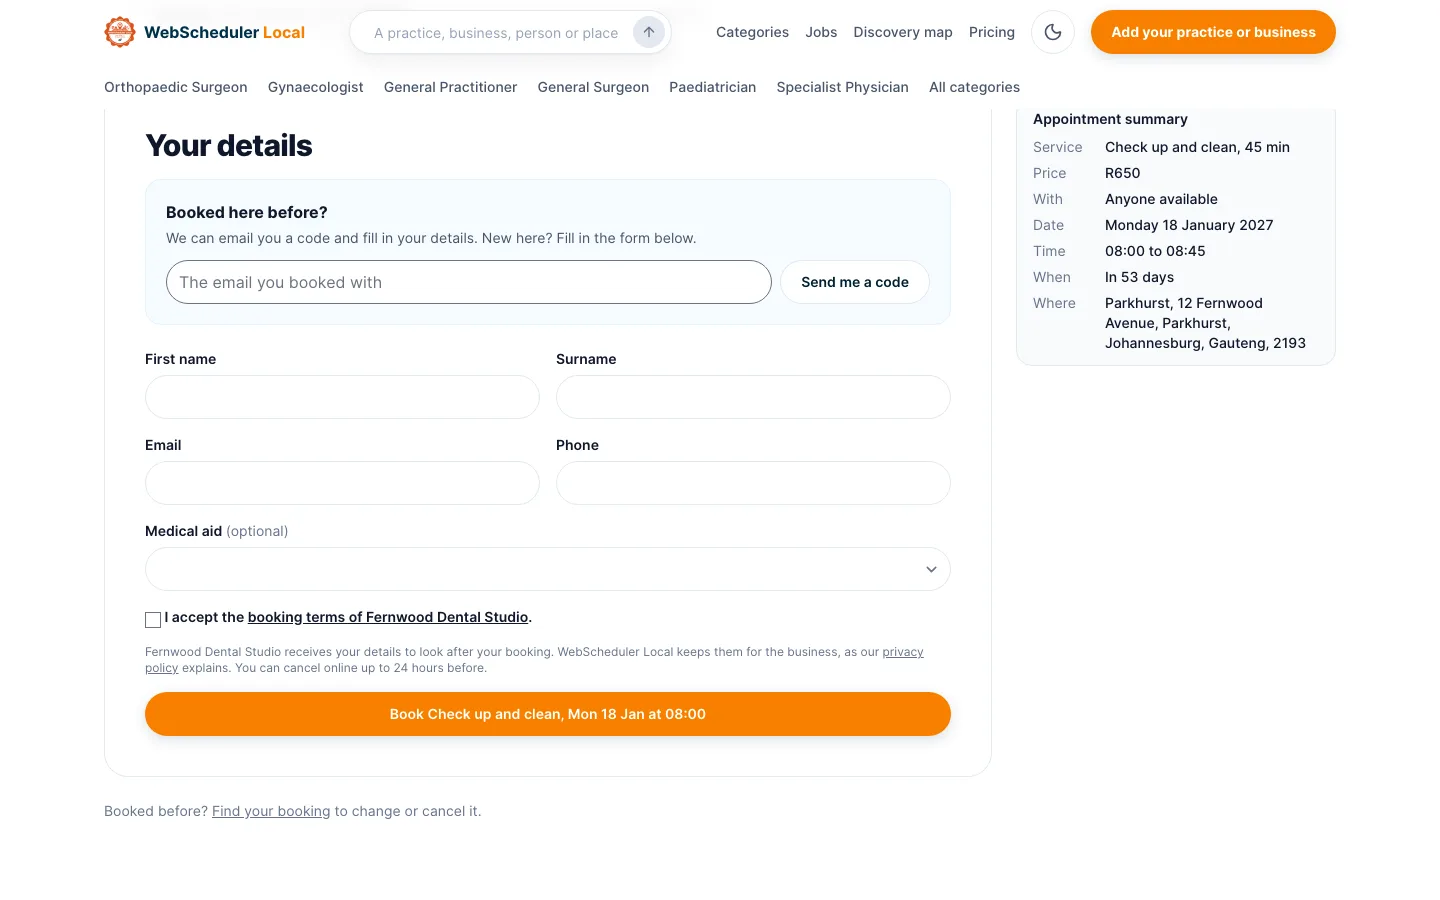 WebScheduler Local
A practice, business, person or place
Categories
Jobs
Discovery map
Pricing
Add your practice or business
Orthopaedic Surgeon
Gynaecologist
General Practitioner
General Surgeon
Paediatrician
Specialist Physician
All categories
Your details
Booked here before?
We can email you a code and fill in your details. New here? Fill in the form below.
The email you booked with
Send me a code
First name
Surname
Email
Phone
Medical aid (optional)
I accept the booking terms of Fernwood Dental Studio.
Fernwood Dental Studio receives your details to look after your booking. WebScheduler Local keeps them for the business, as our privacy
policy explains. You can cancel online up to 24 hours before.
Book Check up and clean, Mon 18 Jan at 08:00
Booked before? Find your booking to change or cancel it.
Appointment summary
Service Check up and clean, 45 min
Price R650
With Anyone available
Date Monday 18 January 2027
Time 08:00 to 08:45
When In 53 days
Where Parkhurst, 12 Fernwood
Avenue, Parkhurst,
Johannesburg, Gauteng, 2193